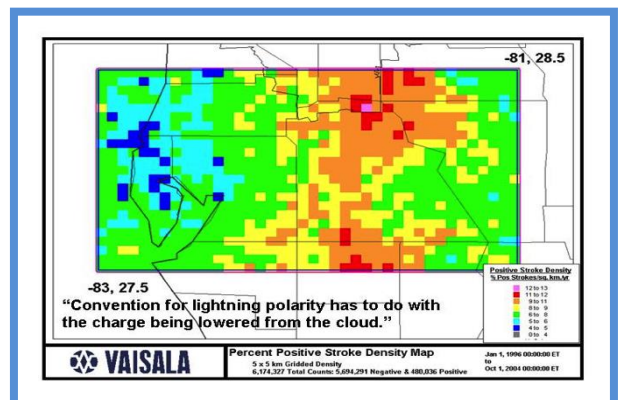 -81, 28.5
-83, 27.5
"Convention for lightning polarity has to do with
the charge being lowered from the cloud."
Positive Stroke Density
% Pos Strokes/sq. km/yr
12 to 13
11 to 12
9 to 11
8 to 9
6 to 8
5 to 6
4 to 5
0 to 4
VAISALA
Percent Positive Stroke Density Map
5 x 5 km Gridded Density
6,174,327 Total Counts: 5,694,291 Negative & 480,036 Positive
Jan 1, 1996 00:00:00 ET
to
Oct 1, 2004 00:00:00 ET